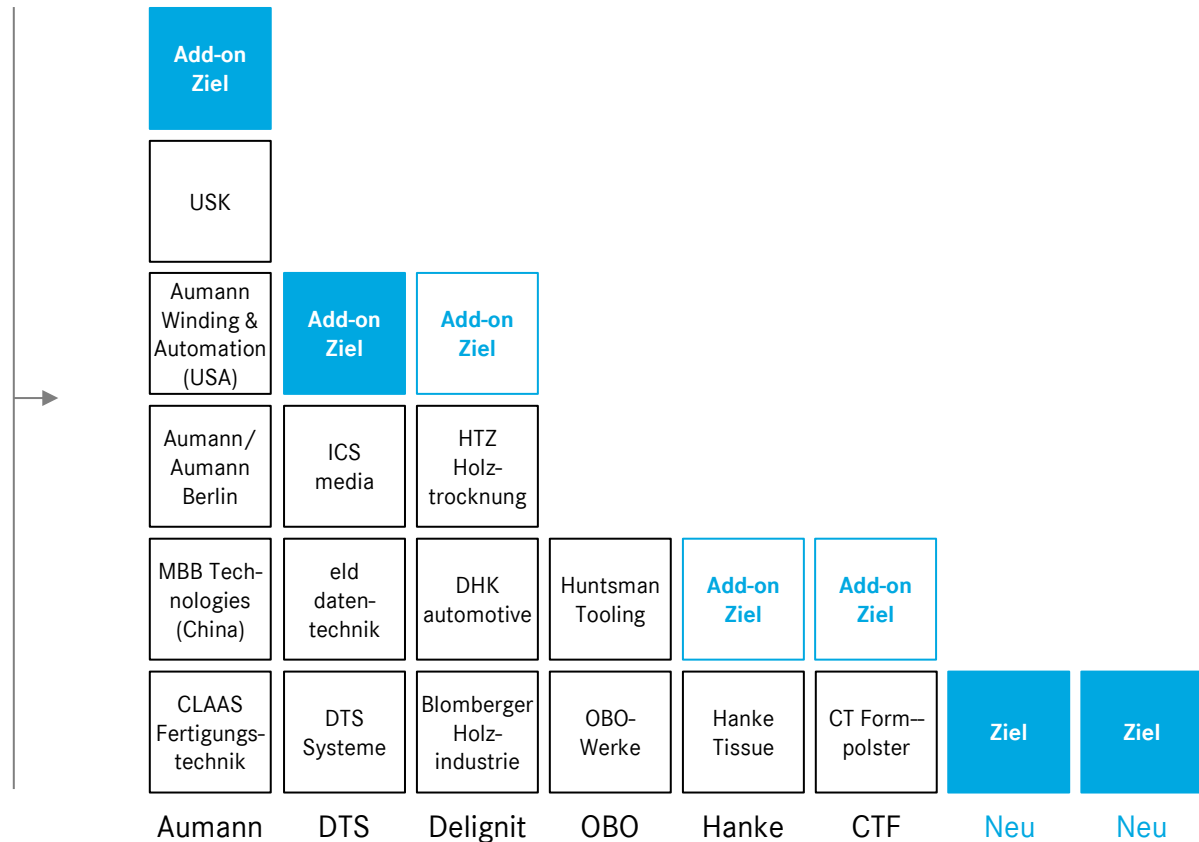 Add-on
Ziel
USK
Aumann
Winding &
Automation
(USA)
Add-on
Ziel
Add-on
Ziel
Aumann/
Aumann
Berlin
ICS
media
HTZ
Holz-
trocknung
MBB Tech-
nologies
(China)
eld
daten-
technik
DHK
automotive
Huntsman
Tooling
Add-on
Ziel
Add-on
Ziel
CLAAS
Fertigungs-
technik
DTS
Systeme
Blomberger
Holz-
industrie
OBO-
Werke
Hanke
Tissue
CT Form--
polster
Ziel
Ziel
Aumann DTS Delignit OBO Hanke CTF Neu Neu